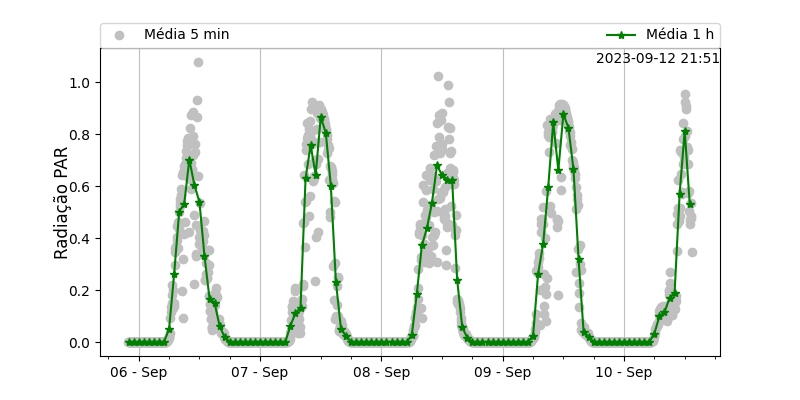 Média 5 min
Média 1 h
2023-09-12 21:51
Radiação PAR
1.0
0.8
0.6
0.4
0.2
0.0
06 - Sep
07 - Sep
08 - Sep
09 - Sep
10 - Sep